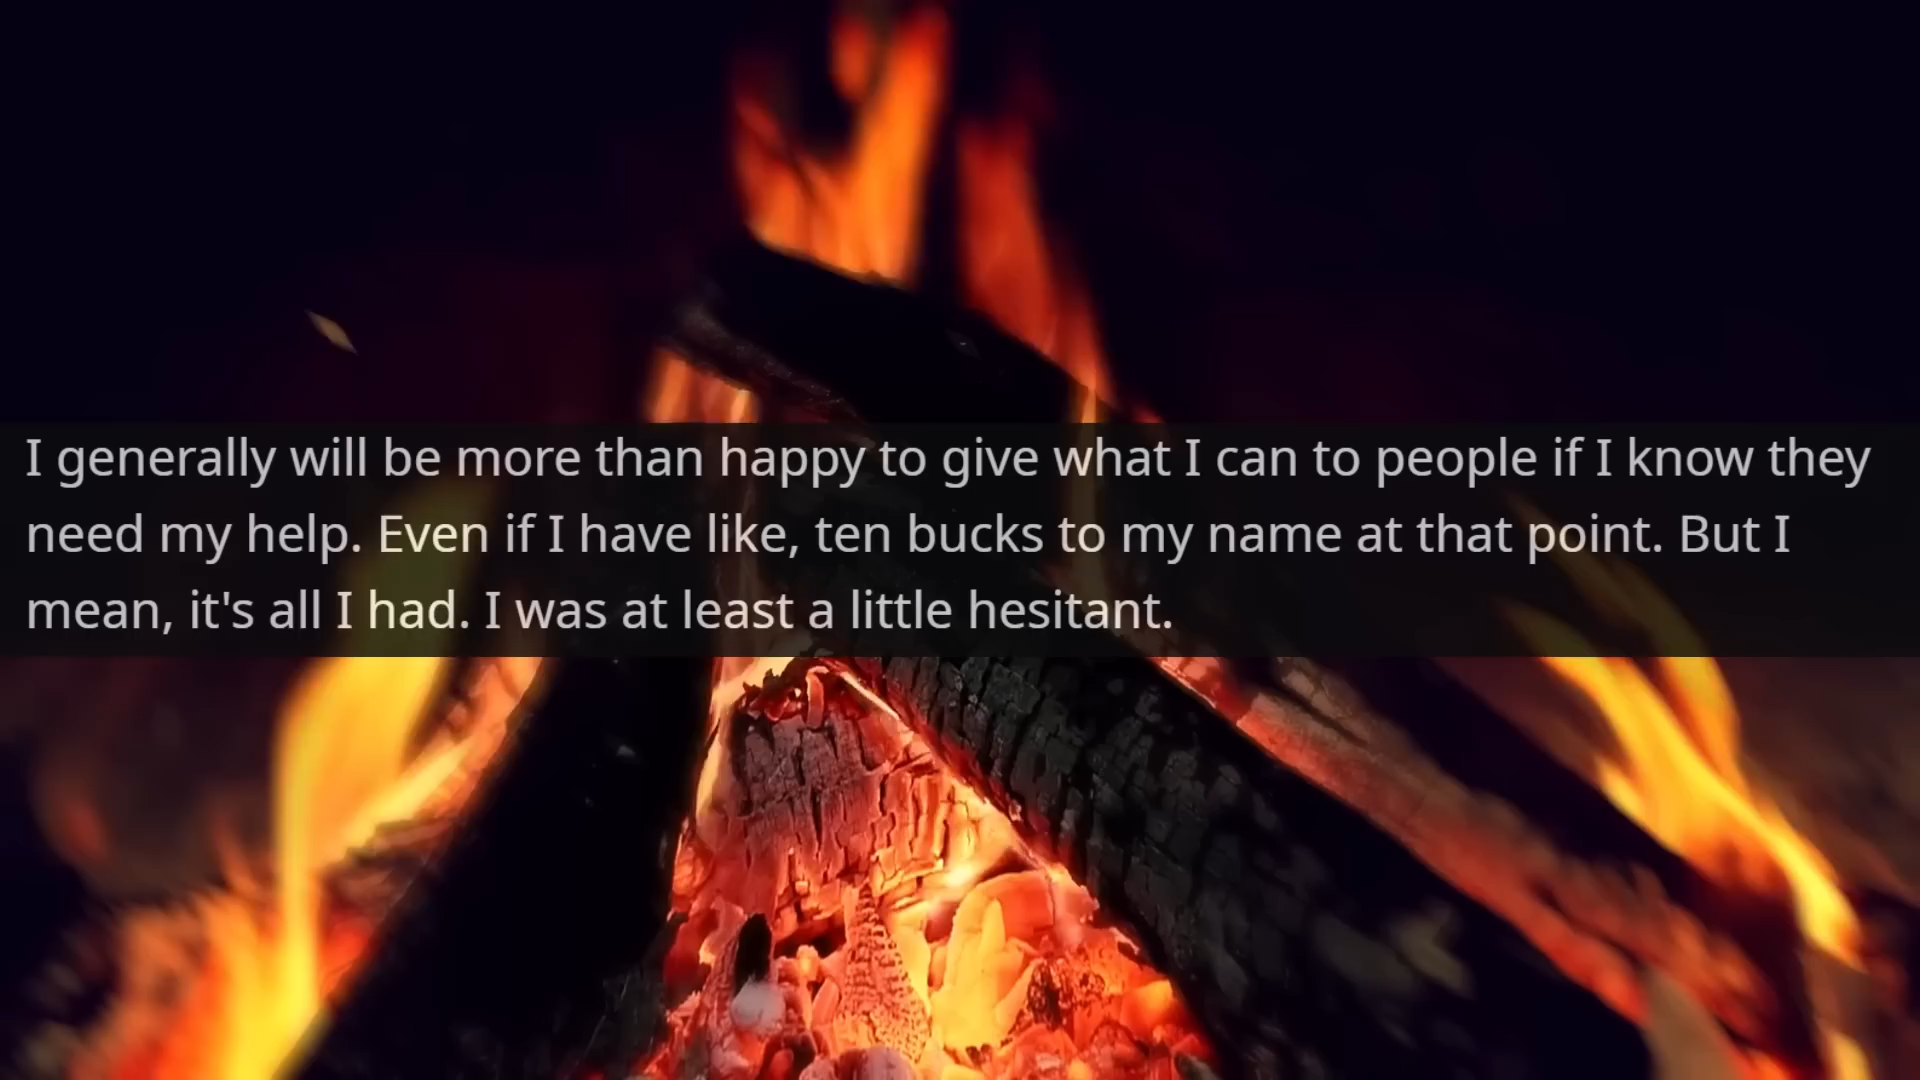 I generally will be more than happy to give what I can to people if I know they
need my help. Even if I have like, ten bucks to my name at that point. But I
mean, it's all I had. I was at least a little hesitant.